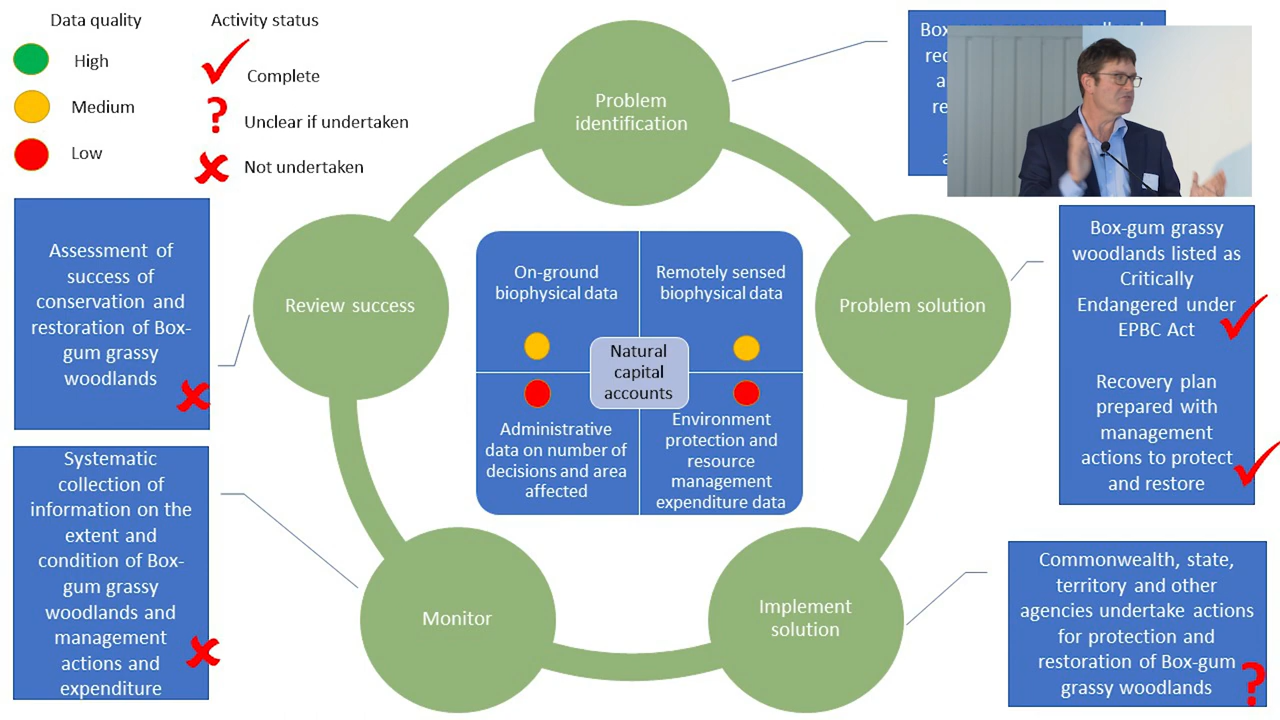 Data quality
Activity status
High
Complete
Medium
Unclear if undertaken
Low
Not undertaken
Problem
identification
Assessment of
success of
conservation and
restoration of Box-
gum grassy
woodlands
Review success
On-ground
biophysical data
Remotely sensed
biophysical data
Natural
capital
accounts
Administrative
data on number of
decisions and area
affected
Environment
protection and
resource
management
expenditure data
Problem solution
Box-gum grassy
woodlands listed as
Critically
Endangered under
EPBC Act
Recovery plan
prepared with
management
actions to protect
and restore
Systematic
collection of
information on the
extent and
condition of Box-
gum grassy
woodlands and
management
actions and
expenditure
Monitor
Implement
solution
Commonwealth, state,
territory and other
agencies undertake actions
for protection and
restoration of Box-gum
grassy woodlands